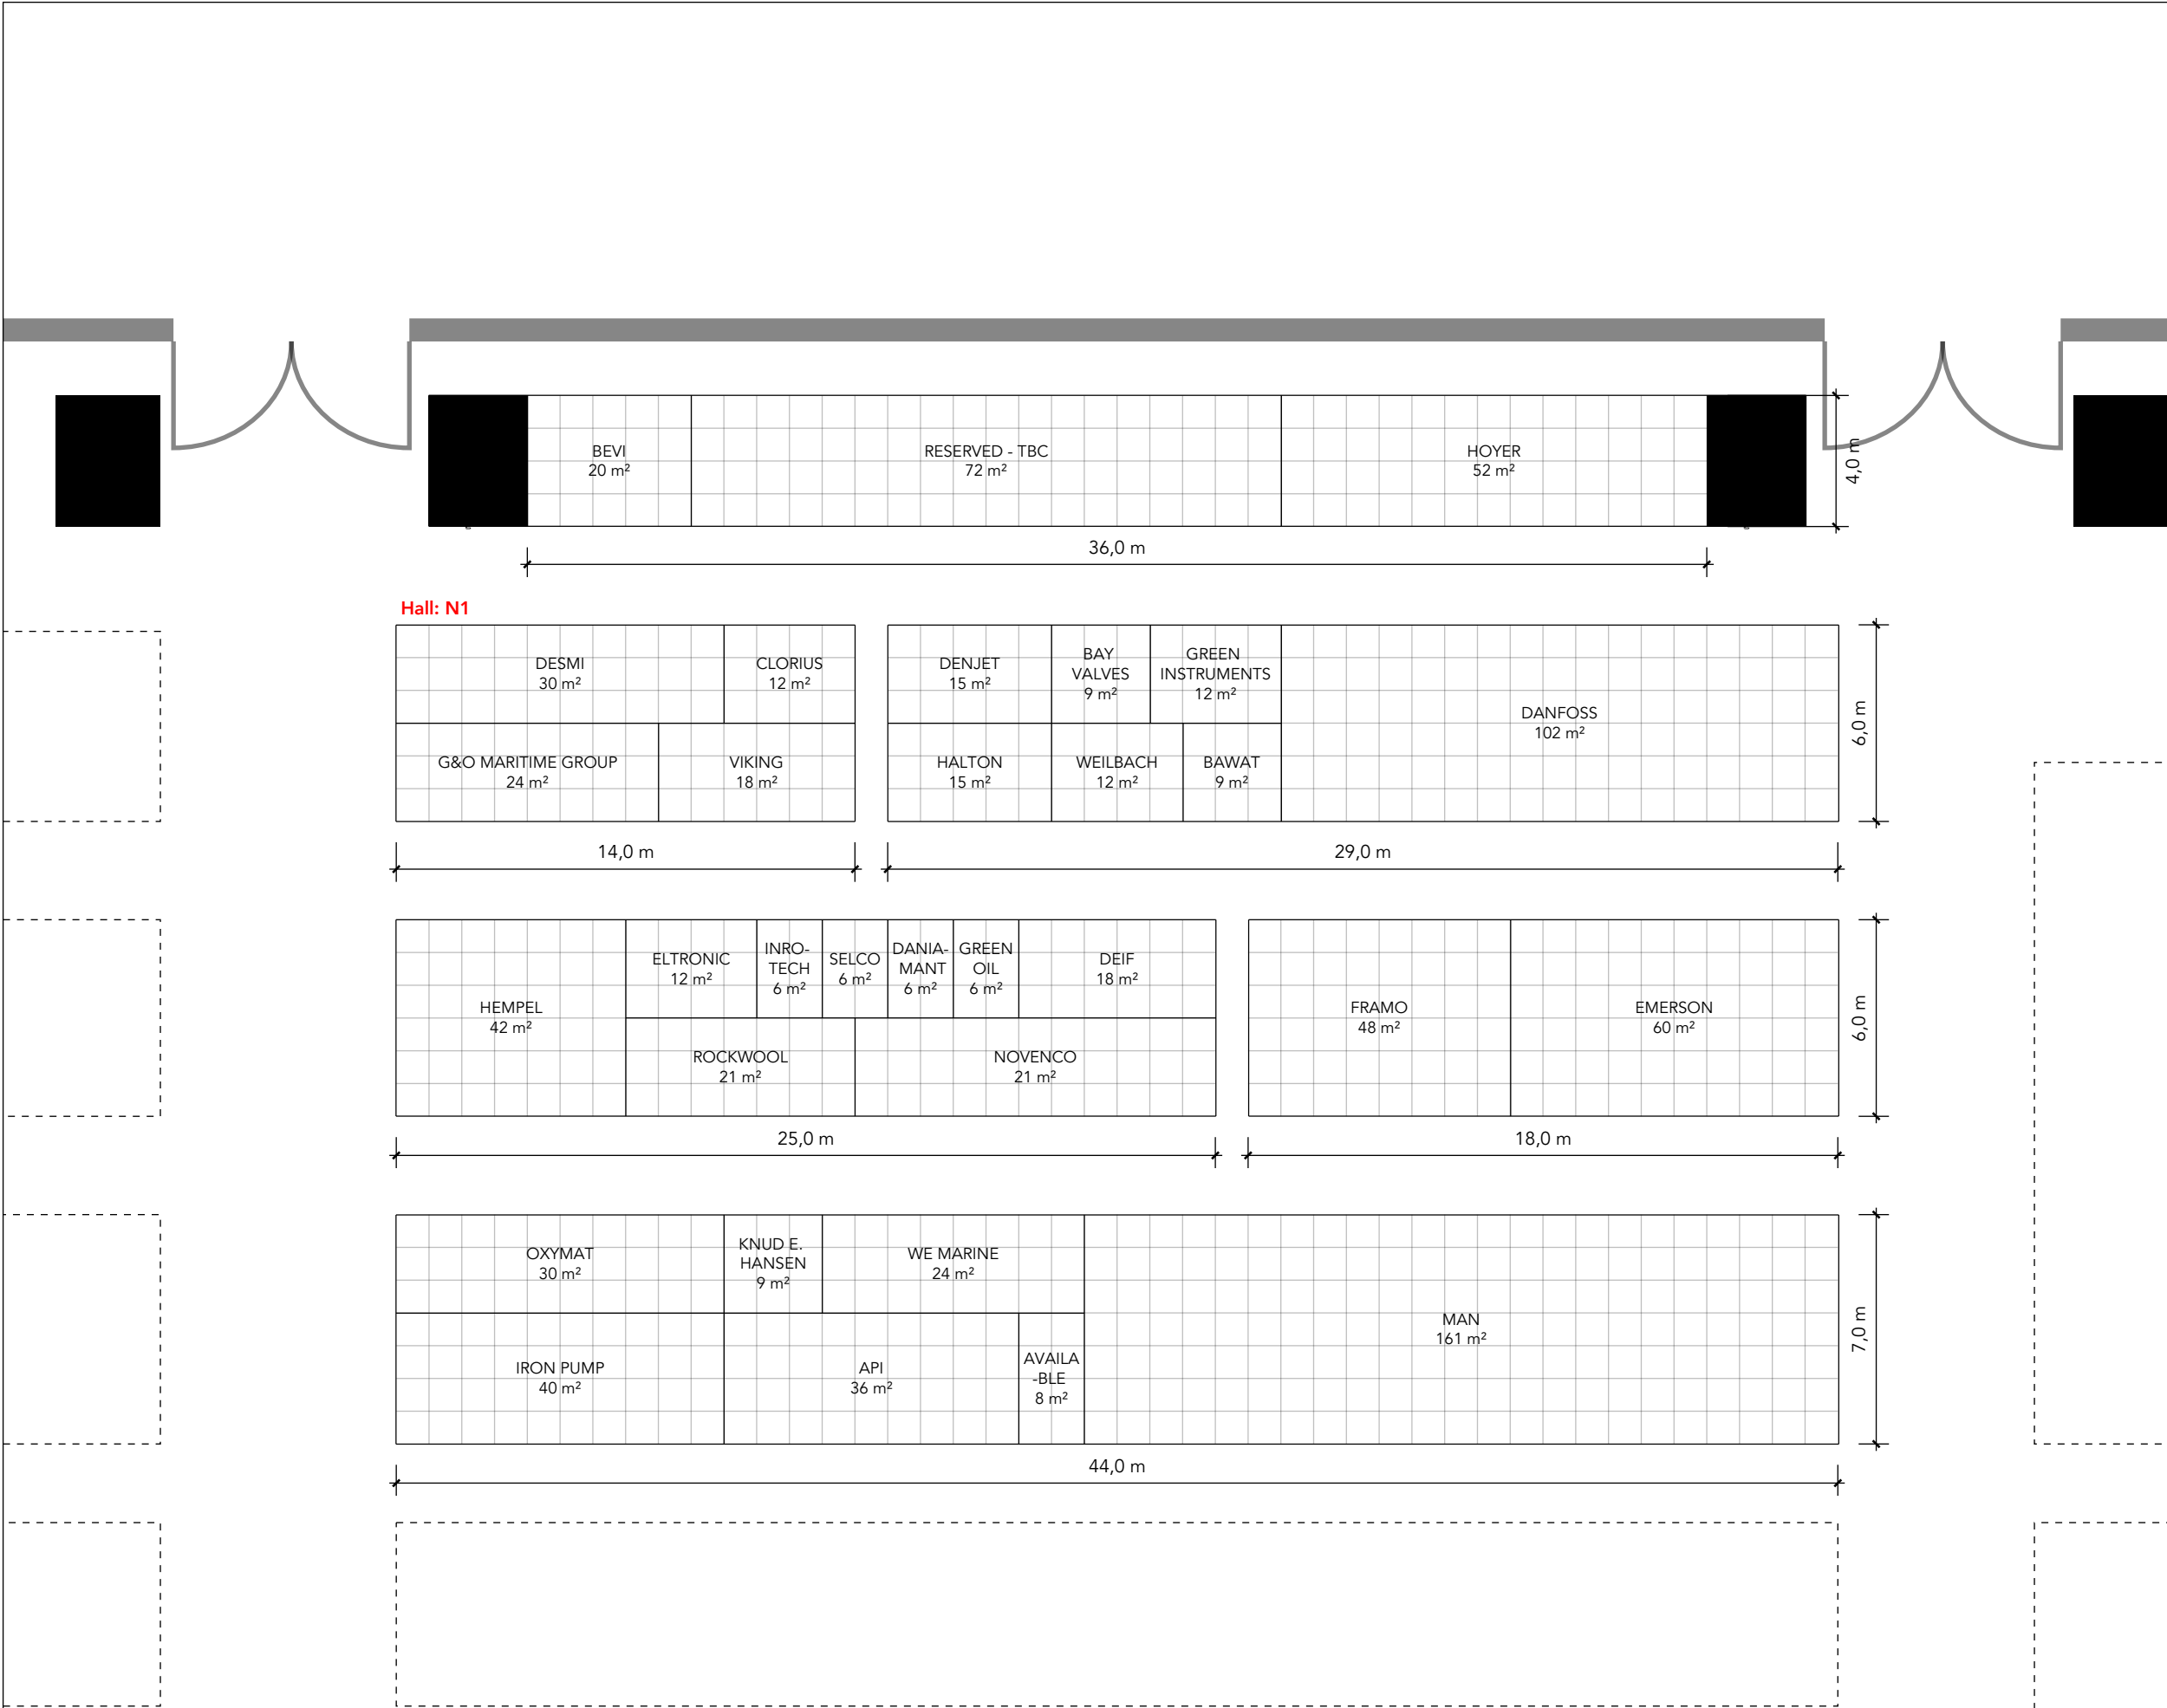 BEVI
20 m²
RESERVED - TBC
72 m²
HOYER
52 m²
4,0 m
36,0 m
Hall: N1
DESMI
30 m²
CLORIUS
12 m²
DENJET
15 m²
BAY
VALVES
9 m²
GREEN
INSTRUMENTS
12 m²
DANFOSS
102 m²
6,0 m
G&O MARITIME GROUP
24 m²
VIKING
18 m²
HALTON
15 m²
WEILBACH
12 m²
BAWAT
9 m²
14,0 m
29,0 m
HEMPEL
42 m²
ELTRONIC
12 m²
INRO-
TECH
6 m²
SELCO
6 m²
DANIA-
MANT
6 m²
GREEN
OIL
6 m²
DEIF
18 m²
FRAMO
48 m²
EMERSON
60 m²
6,0 m
ROCKWOOL
21 m²
NOVENCO
21 m²
25,0 m
18,0 m
OXYMAT
30 m²
KNUD E.
HANSEN
9 m²
WE MARINE
24 m²
MAN
161 m²
7,0 m
IRON PUMP
40 m²
API
36 m²
AVAILA
-BLE
8 m²
44,0 m